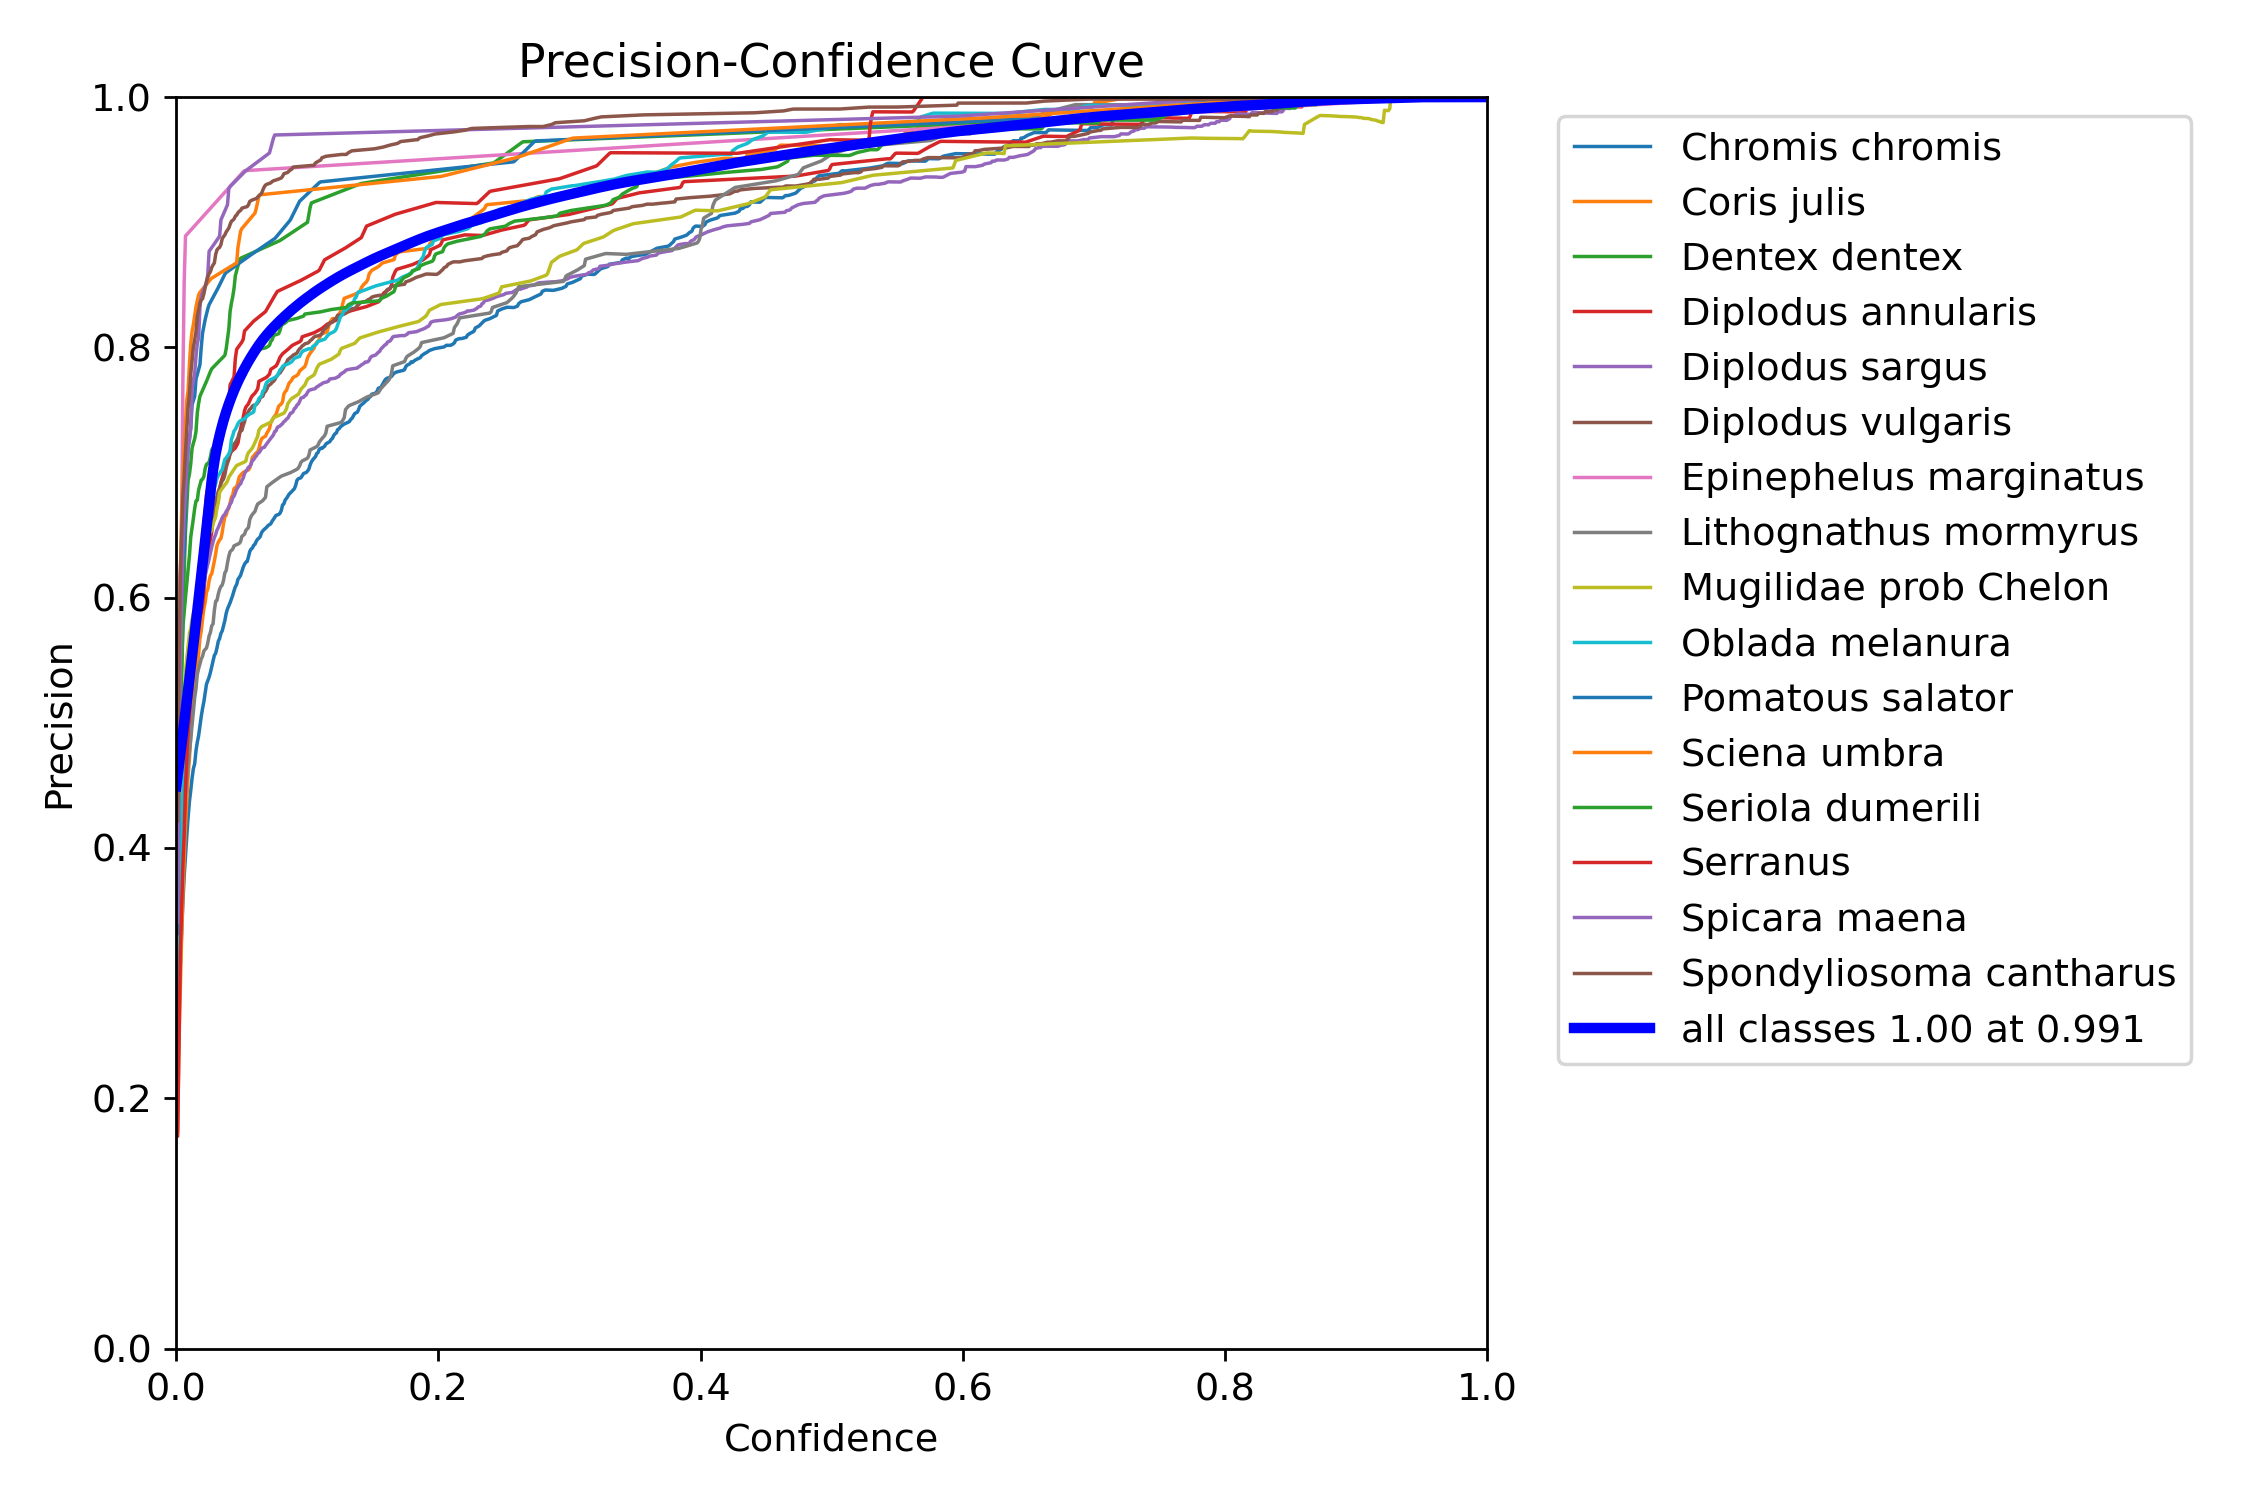 Precision-Confidence Curve
1.0
0.8
0.6
0.4
0.2
0.0
Precision
0.0 0.2 0.4 0.6 0.8 1.0
Confidence
Chromis chromis
Coris julis
Dentex dentex
Diplodus annularis
Diplodus sargus
Diplodus vulgaris
Epinephelus marginatus
Lithognathus mormyrus
Mugilidae prob Chelon
Oblada melanura
Pomatous salator
Sciena umbra
Seriola dumerili
Serranus
Spicara maena
Spondyliosoma cantharus
all classes 1.00 at 0.991